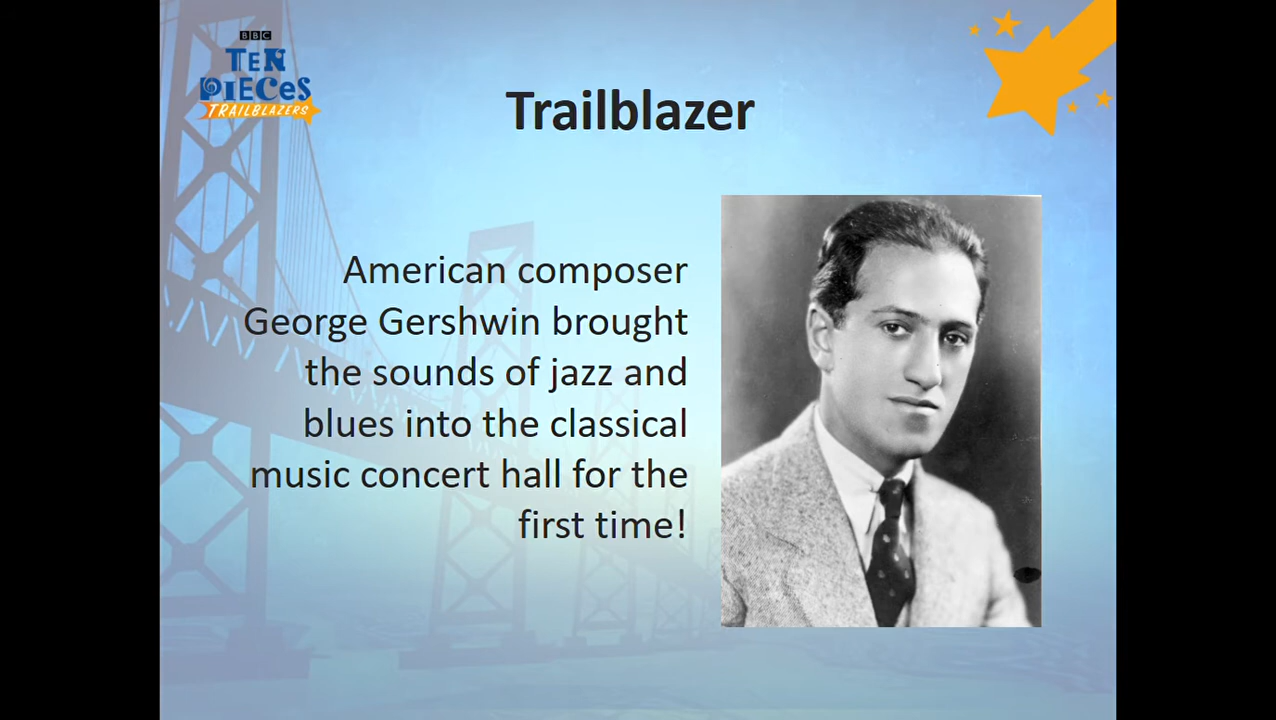 BBC
TEN
PIECES
TRAILBLAZERS
Trailblazer
American composer
George Gershwin brought
the sounds of jazz and
blues into the classical
music concert hall for the
first time!